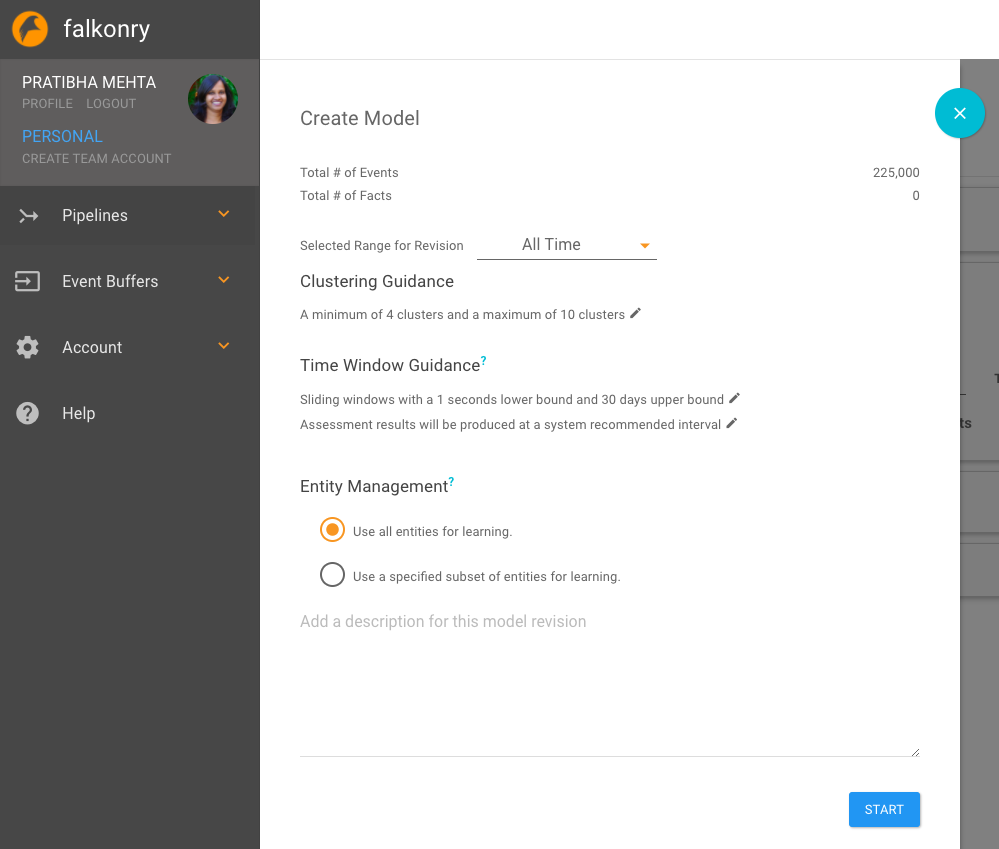 falkonry
PRATIBHA MEHTA
PROFILE LOGOUT
PERSONAL
CREATE TEAM ACCOUNT
Pipelines
Event Buffers
Account
Help
Create Model
Total # of Events 225,000
Total # of Facts 0
Selected Range for Revision All Time
Clustering Guidance
A minimum of 4 clusters and a maximum of 10 clusters
Time Window Guidance?
Sliding windows with a 1 seconds lower bound and 30 days upper bound
Assessment results will be produced at a system recommended interval
Entity Management?
Use all entities for learning.
Use a specified subset of entities for learning.
Add a description for this model revision
START
ts